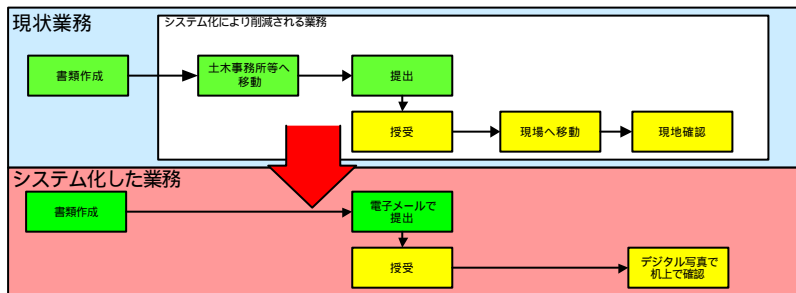 現状業務
システム化により削減される業務
書類作成
土木事務所等へ
移動
提出
授受
現場へ移動
現地確認
システム化した業務
書類作成
電子メールで
提出
授受
デジタル写真で
机上で確認